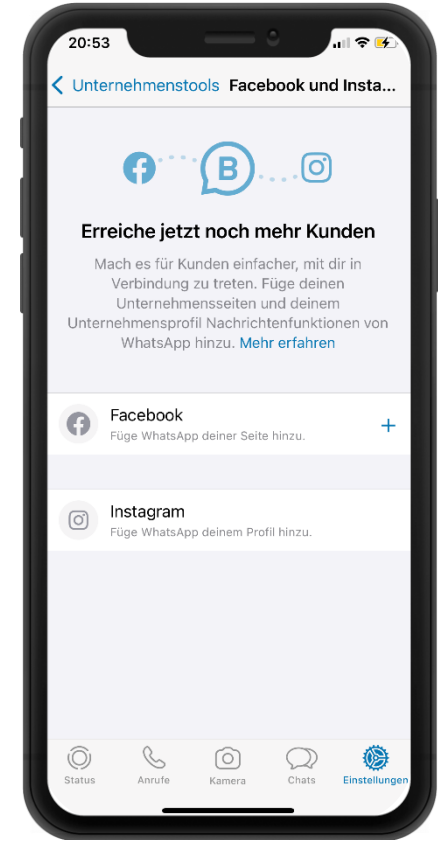 20:53
Unternehmenstools Facebook und Insta...
B
Erreiche jetzt noch mehr Kunden
Mach es für Kunden einfacher, mit dir in
Verbindung zu treten. Füge deinen
Unternehmensseiten und deinem
Unternehmensprofil Nachrichtenfunktionen von
WhatsApp hinzu. Mehr erfahren
Facebook
Füge WhatsApp deiner Seite hinzu.
Instagram
Füge WhatsApp deinem Profil hinzu.
Status Anrufe Kamera Chats Einstellungen